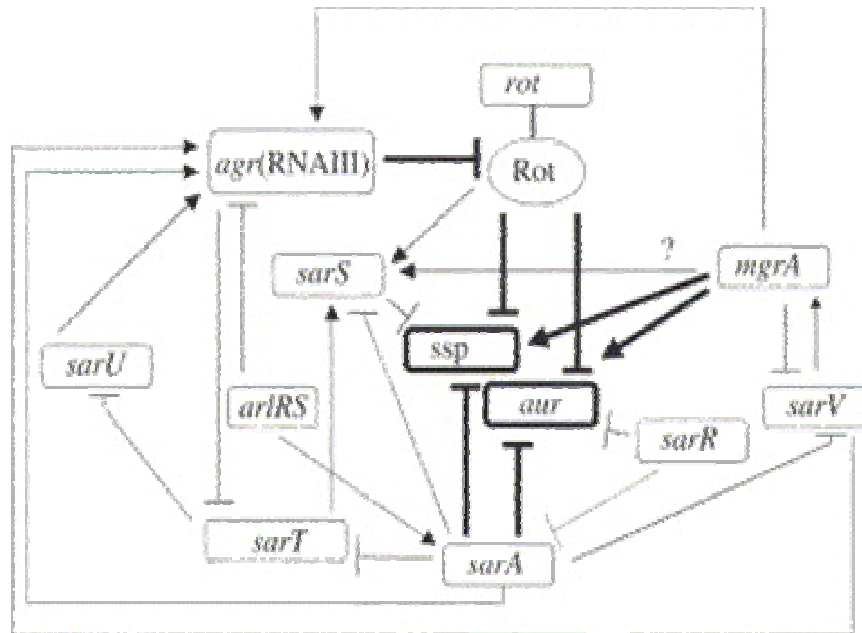 rot
agr(RNAIII)
Rot
?
mgrA
sarS
ssp
sarU
arlRS
aur
sarV
sarR
sarT
sarA